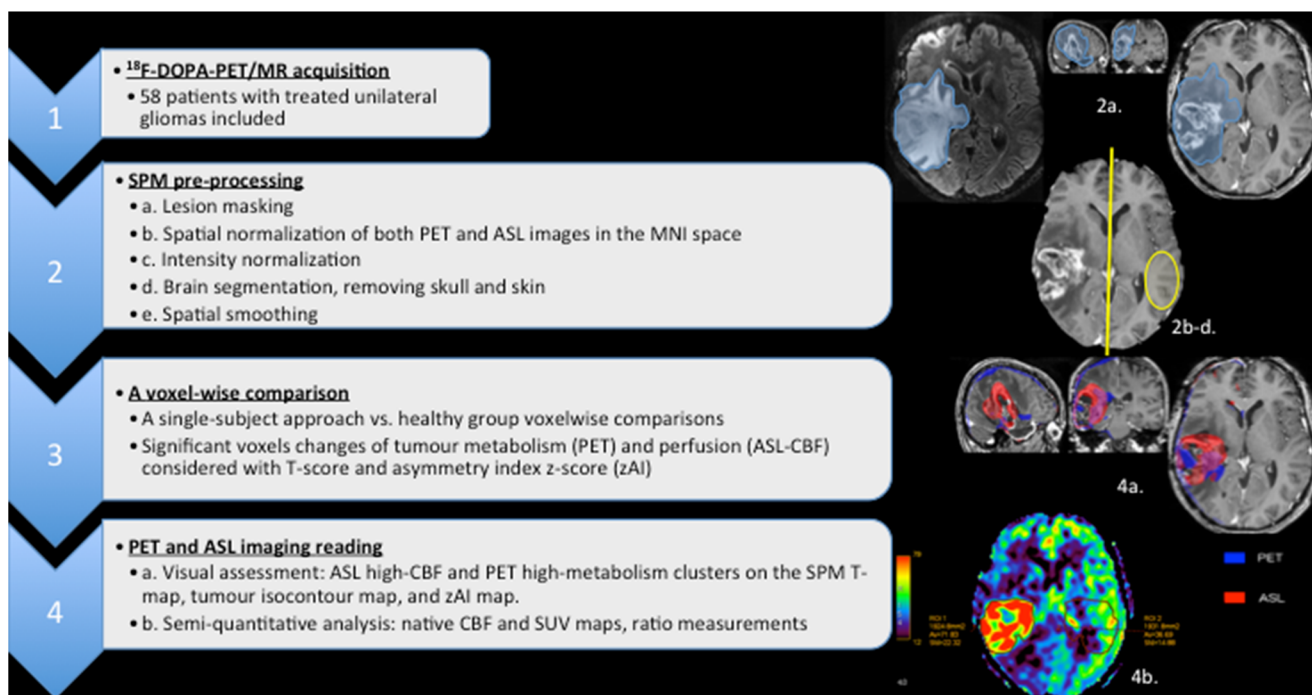 1
• ¹⁸F-DOPA-PET/MR acquisition
• 58 patients with treated unilateral
gliomas included
2
• SPM pre-processing
• a. Lesion masking
• b. Spatial normalization of both PET and ASL images in the MNI space
• c. Intensity normalization
• d. Brain segmentation, removing skull and skin
• e. Spatial smoothing
3
• A voxel-wise comparison
• A single-subject approach vs. healthy group voxelwise comparisons
• Significant voxels changes of tumour metabolism (PET) and perfusion (ASL-CBF)
considered with T-score and asymmetry index z-score (zAI)
4
• PET and ASL imaging reading
• a. Visual assessment: ASL high-CBF and PET high-metabolism clusters on the SPM T-
map, tumour isocontour map, and zAI map.
• b. Semi-quantitative analysis: native CBF and SUV maps, ratio measurements
2a.
2b-d.
4a.
PET
ASL
ROI 1
ROI 2
4b.